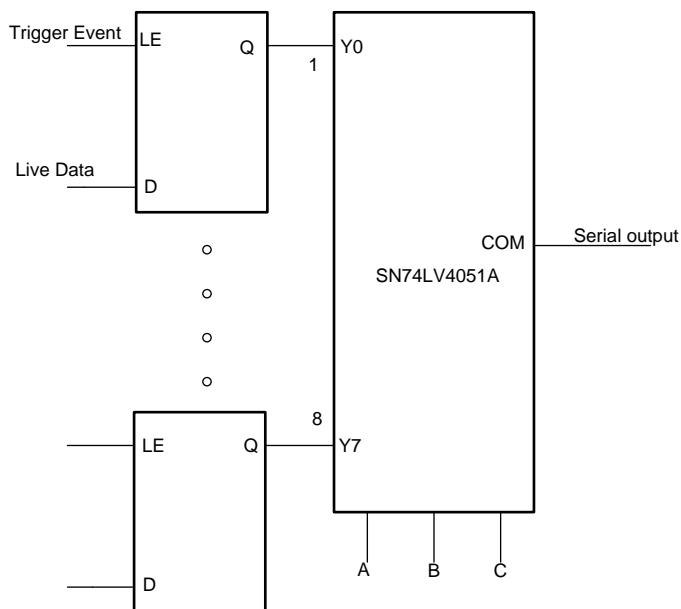 Trigger Event
LE
Q
1
Y0
Live Data
D
COM
Serial output
SN74LV4051A
8
LE
Q
Y7
A
B
C
D